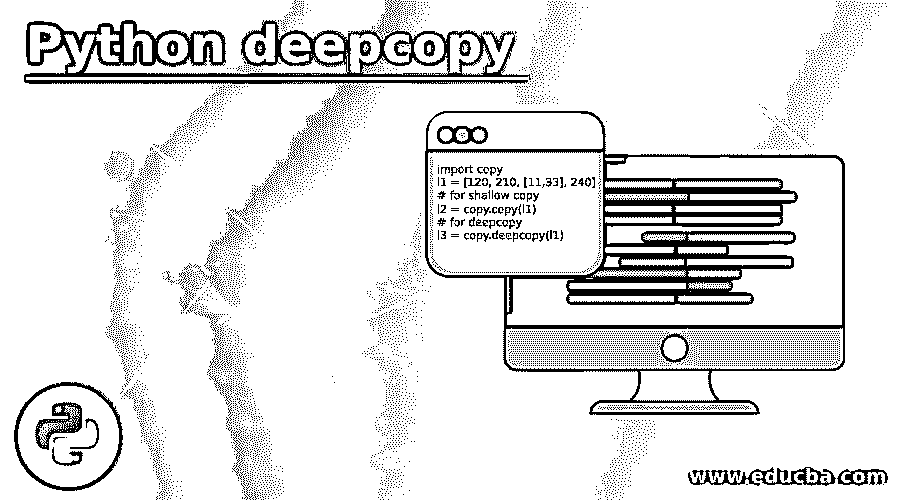 Python deepcopy
import copy
l1 = [120, 210, [11,33], 240]
# for shallow copy
l2 = copy.copy(l1)
# for deepcopy
l3 = copy.deepcopy(l1)
www.educba.com